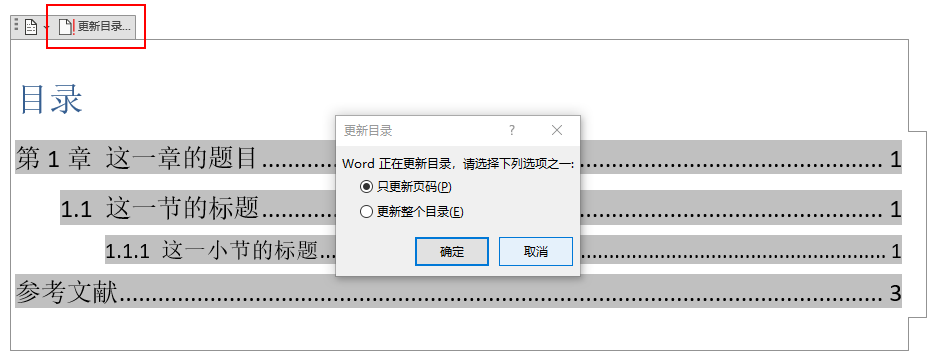 更新目录...
目录
更新目录 ?
Word 正在更新目录，请选择下列选项之一:
只更新页码(P)
更新整个目录(E)
确定 取消
第 1 章 这一章的题目........ 1
1.1 这一节的标题........ 1
1.1.1 这一小节的标题........ 1
参考文献........ 3